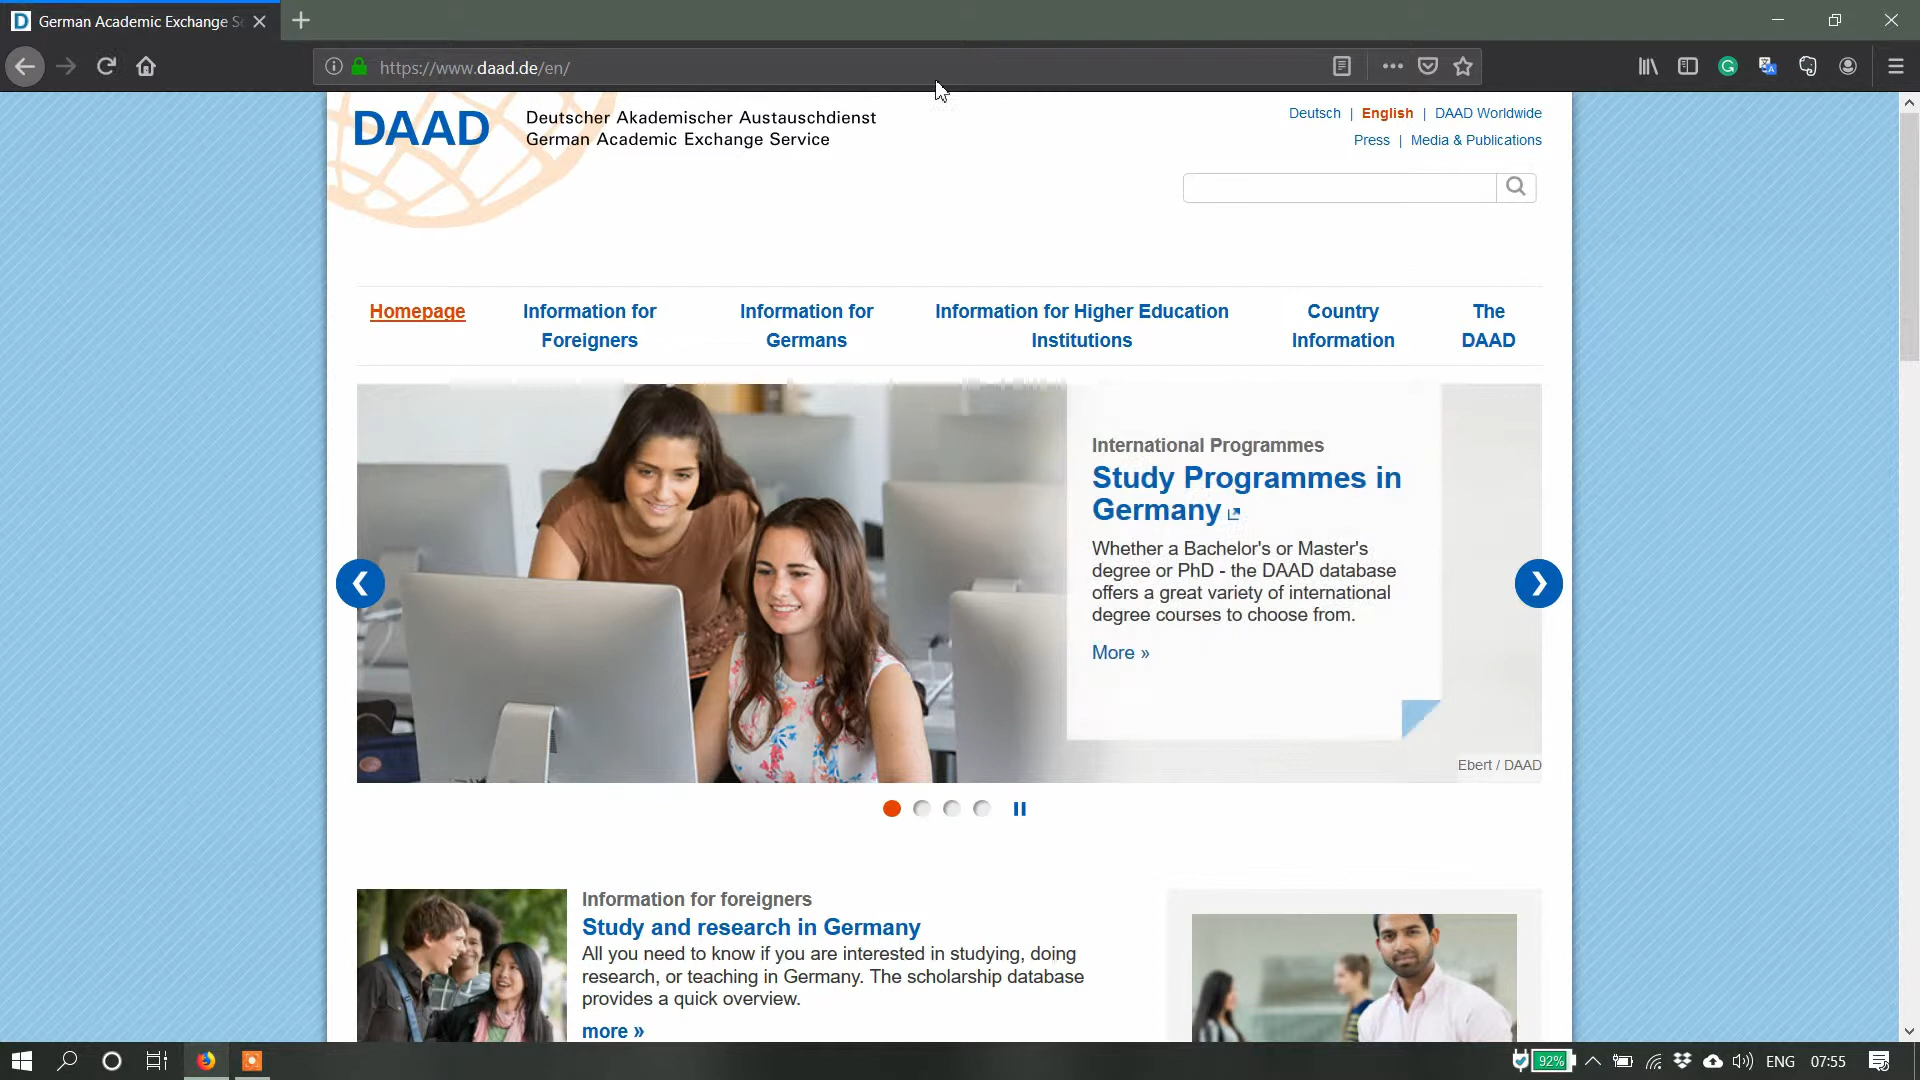 German Academic Exchange S
https://www.daad.de/en/
DAAD
Deutscher Akademischer Austauschdienst
German Academic Exchange Service
Deutsch | English | DAAD Worldwide
Press | Media & Publications
Homepage
Information for
Foreigners
Information for
Germans
Information for Higher Education
Institutions
Country
Information
The
DAAD
International Programmes
Study Programmes in
Germany
Whether a Bachelor's or Master's
degree or PhD - the DAAD database
offers a great variety of international
degree courses to choose from.
More »
Ebert / DAAD
Information for foreigners
Study and research in Germany
All you need to know if you are interested in studying, doing
research, or teaching in Germany. The scholarship database
provides a quick overview.
more »
92%
ENG
07:55